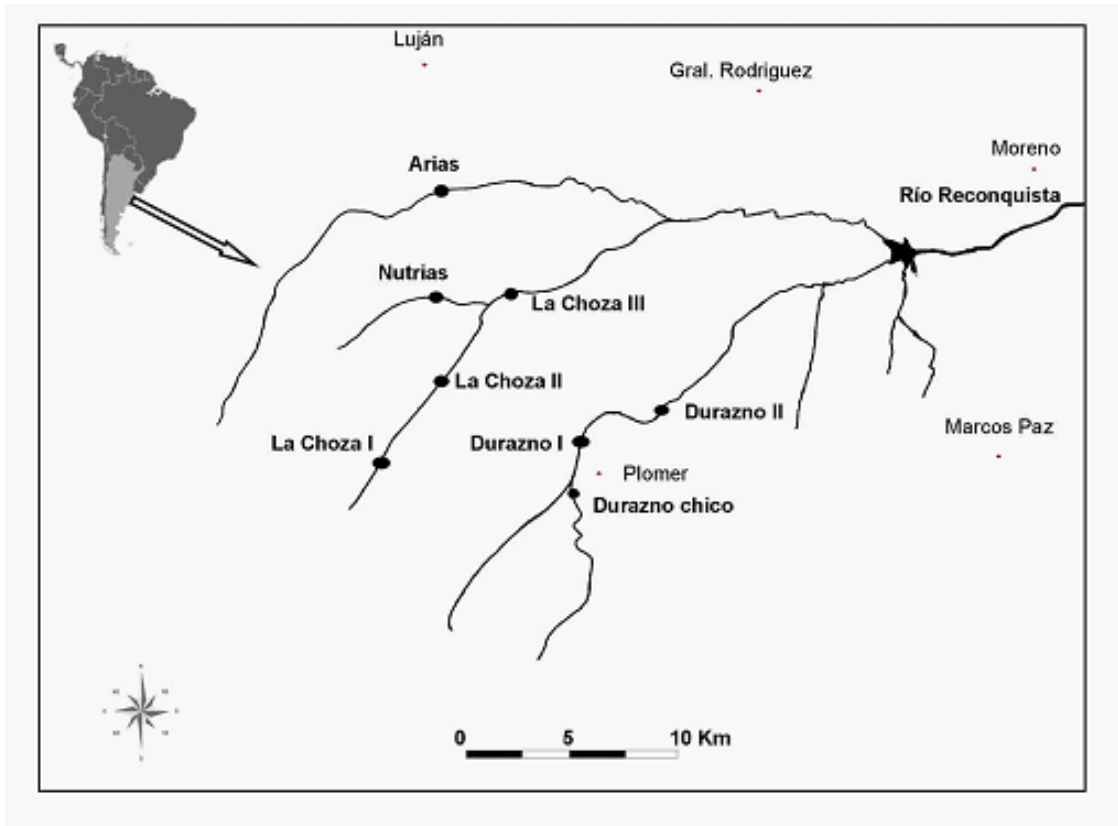 Luján
Gral. Rodriguez
Moreno
Arias
Río Reconquista
Nutrias
La Choza III
La Choza II
Durazno II
Marcos Paz
La Choza I
Durazno I
Plomer
Durazno chico
0 5 10 Km